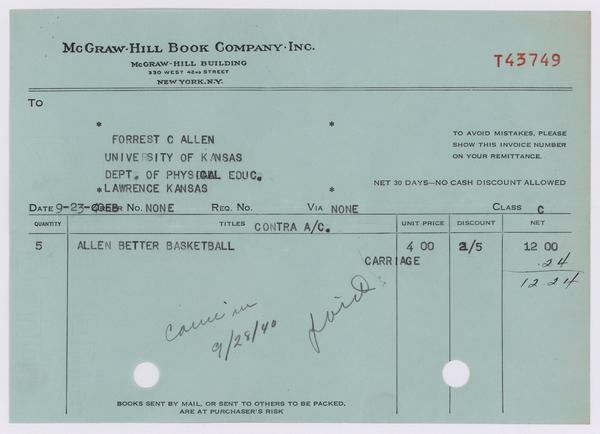 McGraw-Hill Book Company·Inc.
McGraw-Hill Building
330 West 42nd Street
New York, N.Y.
T43749
To
FORREST C ALLEN
UNIVERSITY OF KANSAS
DEPT. OF PHYSICAL EDUC.
LAWRENCE KANSAS
TO AVOID MISTAKES, PLEASE
SHOW THIS INVOICE NUMBER
ON YOUR REMITTANCE.
NET 30 DAYS—NO CASH DISCOUNT ALLOWED
DATE 9-23-40 No. NONE REQ. No. VIA NONE CLASS C
QUANTITY TITLES CONTRA A/C. UNIT PRICE DISCOUNT NET
5 ALLEN BETTER BASKETBALL 4 00 2/5 12 00
CARRIAGE .24
12.24
Came in
9/28/40
paid
BOOKS SENT BY MAIL, OR SENT TO OTHERS TO BE PACKED,
ARE AT PURCHASER'S RISK